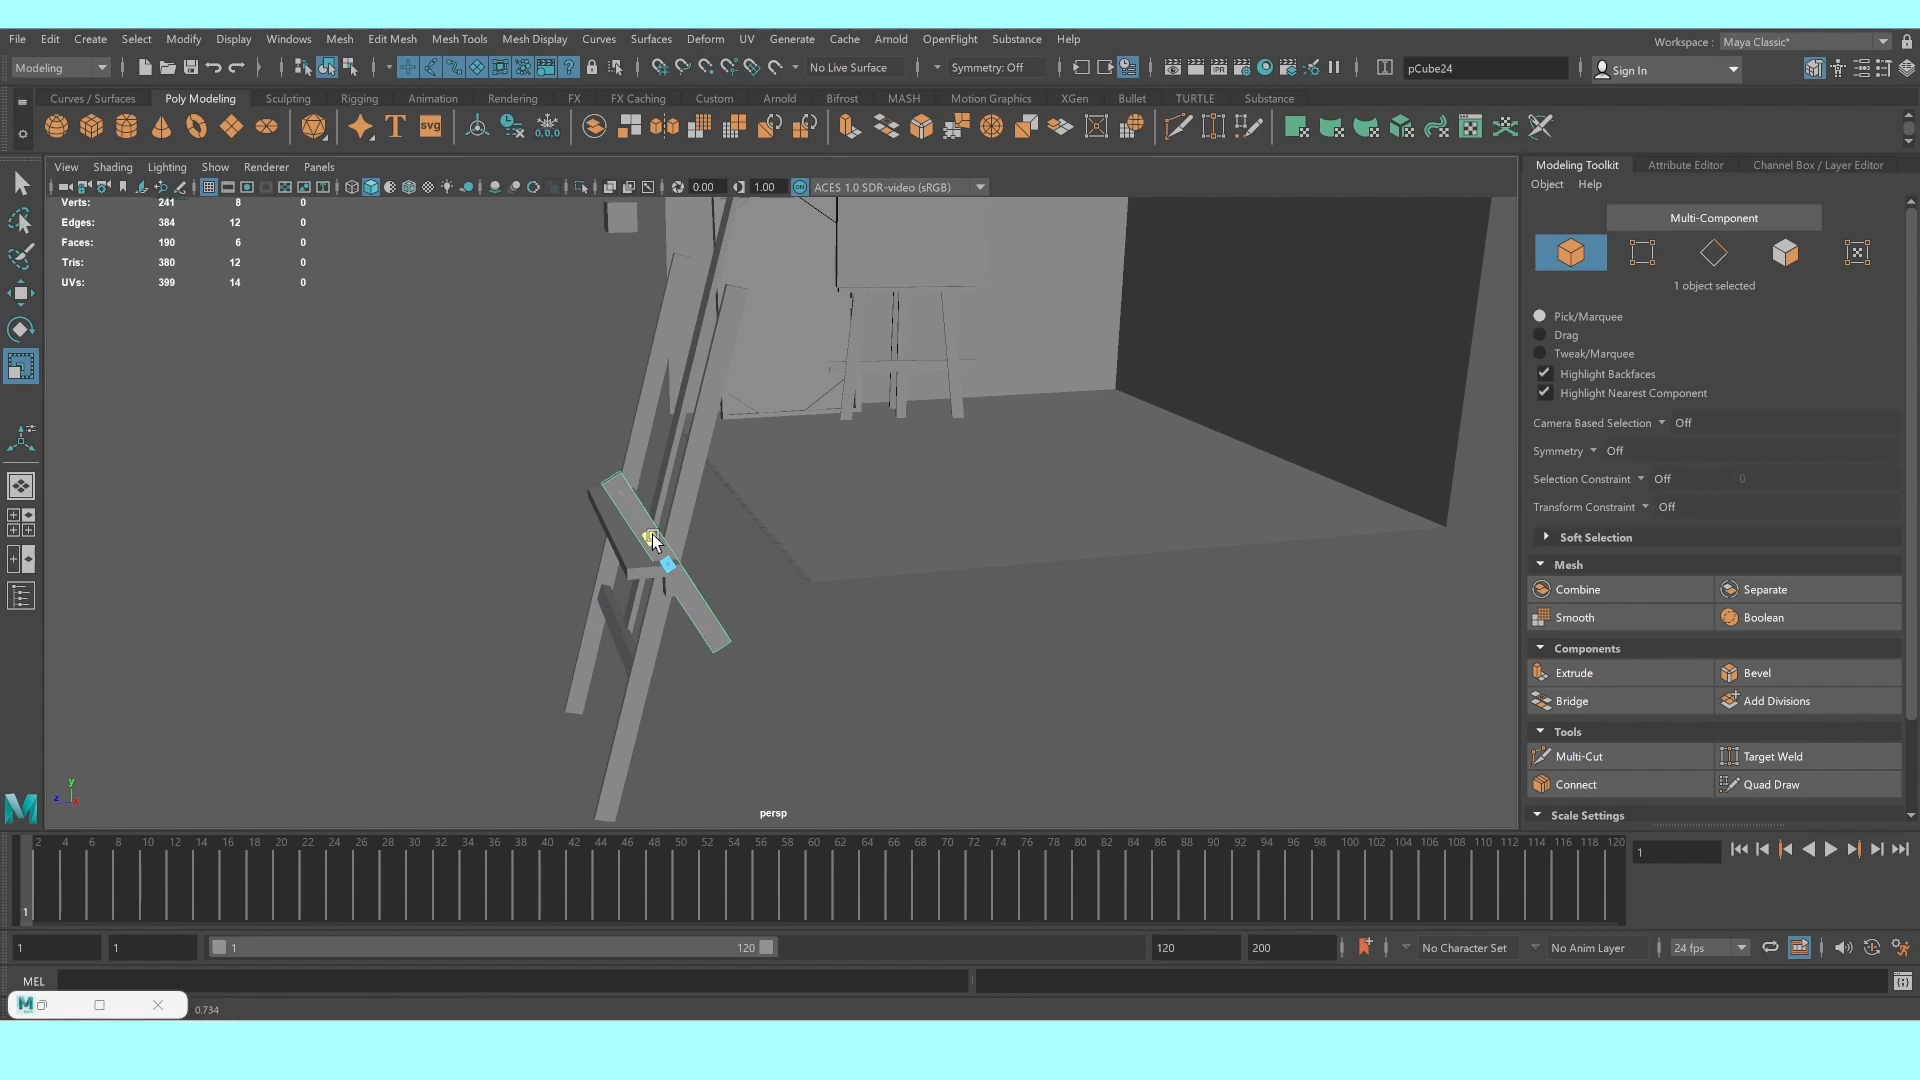 File Edit Create Select Modify Display Windows Mesh Edit Mesh Mesh Tools Mesh Display Curves Surfaces Deform UV Generate Cache Arnold OpenFlight Substance Help
Workspace : Maya Classic*
Modeling No Live Surface Symmetry: Off pCube24 Sign In
Curves / Surfaces Poly Modeling Sculpting Rigging Animation Rendering FX FX Caching Custom Arnold Bifrost MASH Motion Graphics XGen Bullet TURTLE Substance
T svg 0,0,0
View Shading Lighting Show Renderer Panels
0.00 1.00 ON ACES 1.0 SDR-video (sRGB)
Verts: 241 8 0
Edges: 384 12 0
Faces: 190 6 0
Tris: 380 12 0
UVs: 399 14 0
y
z x
persp
Modeling Toolkit Attribute Editor Channel Box / Layer Editor
Object Help
Multi-Component
1 object selected
Pick/Marquee
Drag
Tweak/Marquee
Highlight Backfaces
Highlight Nearest Component
Camera Based Selection Off
Symmetry Off
Selection Constraint Off 0
Transform Constraint Off
Soft Selection
Mesh
Combine Separate
Smooth Boolean
Components
Extrude Bevel
Bridge Add Divisions
Tools
Multi-Cut Target Weld
Connect Quad Draw
Scale Settings
2 4 6 8 10 12 14 16 18 20 22 24 26 28 30 32 34 36 38 40 42 44 46 48 50 52 54 56 58 60 62 64 66 68 70 72 74 76 78 80 82 84 86 88 90 92 94 96 98 100 102 104 106 108 110 112 114 116 118 120
1
1
1 1 1 120 120 200 No Character Set No Anim Layer 24 fps
MEL
M 0.734